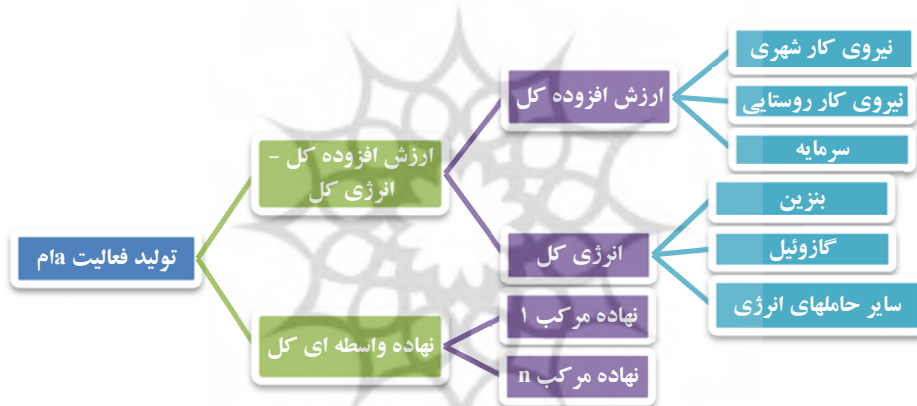 نیروی کار شهری
نیروی کار روستایی
سرمایه
ارزش افزوده کل
ارزش افزوده کل -
انرژی کل
بنزین
گازوئیل
سایر حاملهای انرژی
انرژی کل
تولید فعالیت aام
نهاده واسطه ای کل
نهاده مرکب ۱
نهاده مرکب n